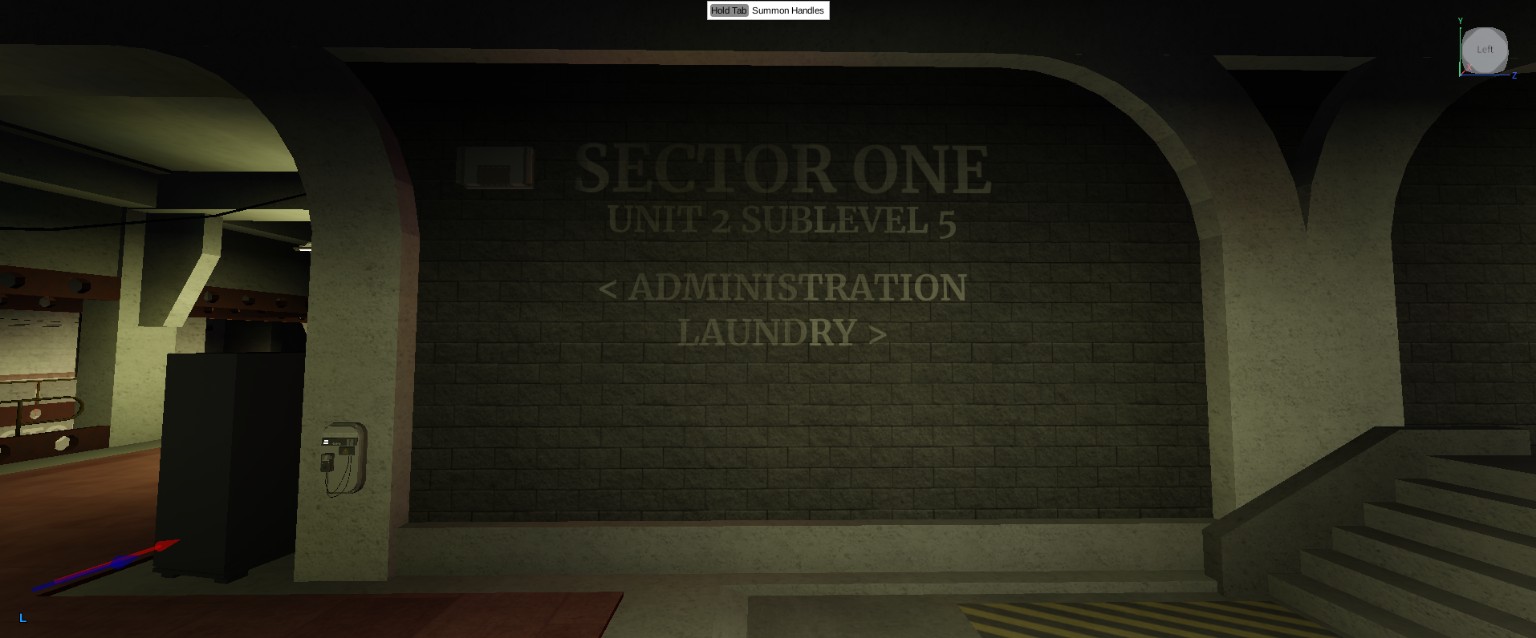 Hold Tab Summon Handles
Y
Left
Z
SECTOR ONE
UNIT 2 SUBLEVEL 5
< ADMINISTRATION
LAUNDRY >
L